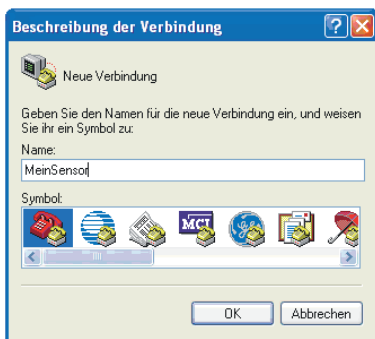 Beschreibung der Verbindung
Neue Verbindung
Geben Sie den Namen für die neue Verbindung ein, und weisen
Sie ihr ein Symbol zu:
Name:
MeinSensor
Symbol:
MCI
OK
Abbrechen